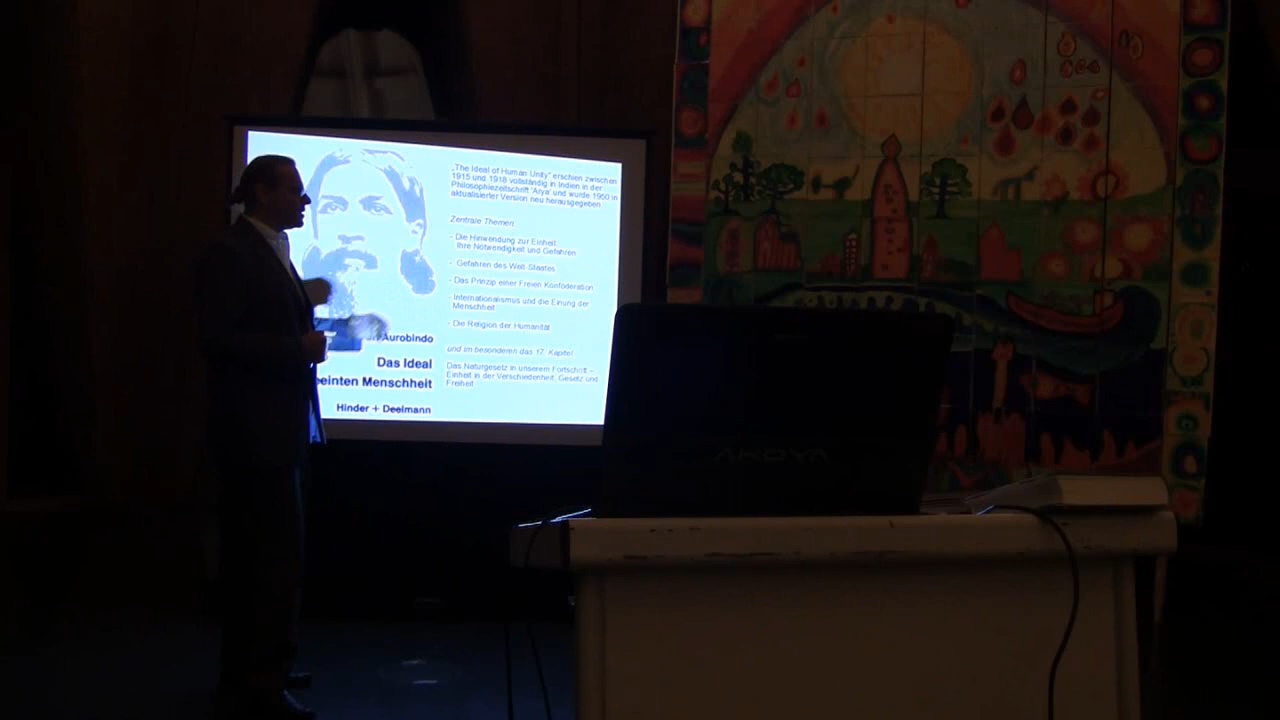 „The Ideal of Human Unity" erschien zwischen
1915 und 1918 vollständig in Indien in der
Philosophiezeitschrift 'Arya' und wurde 1950 in
aktualisierter Version neu herausgegeben.
Zentrale Themen:
- Die Hinwendung zur Einheit:
Ihre Notwendigkeit und Gefahren
- Gefahren des Welt-Staates
- Das Prinzip einer Freien Konföderation
- Internationalismus und die Einung der
Menschheit
- Die Religion der Humanität
und im besonderen das 17. Kapitel
Das Naturgesetz in unserem Fortschritt –
Einheit in der Verschiedenheit, Gesetz und
Freiheit
Aurobindo
Das Ideal
eeinten Menschheit
Hinder + Deelmann
AKOYA